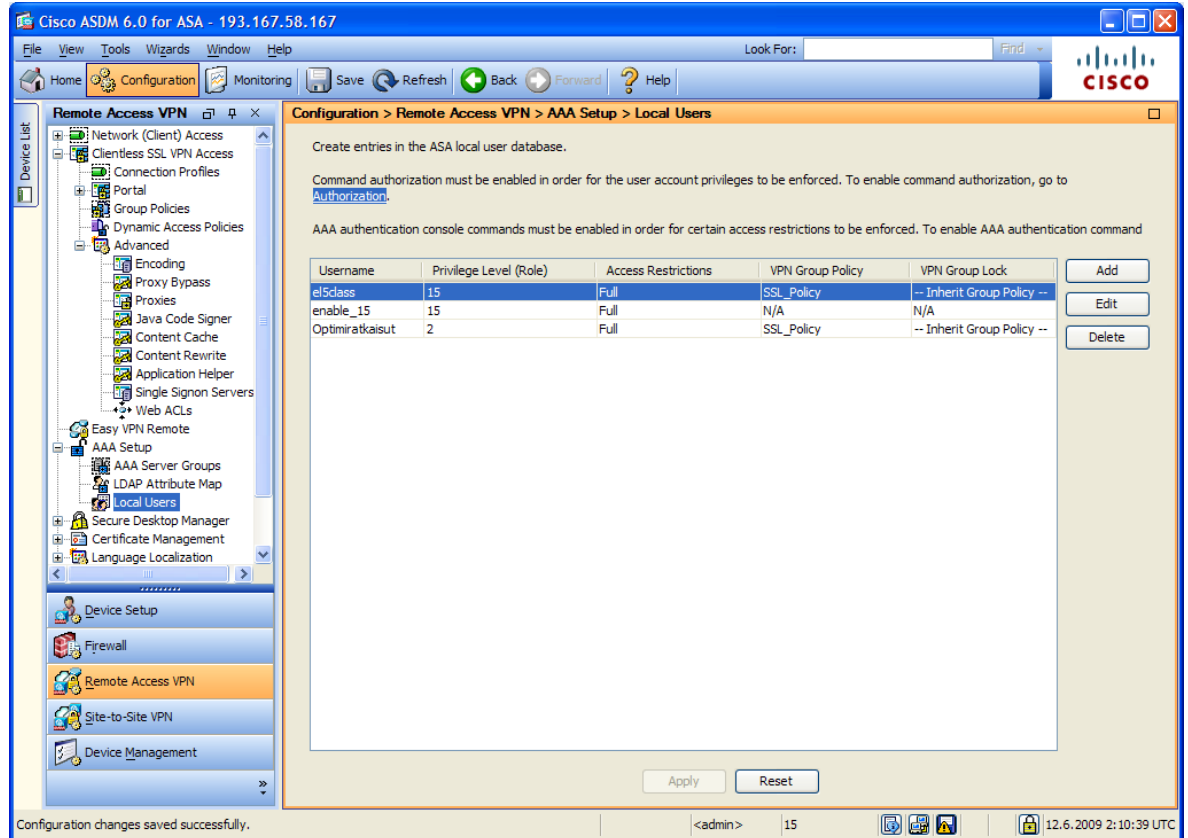 Cisco ASDM 6.0 for ASA - 193.167.58.167
File View Tools Wizards Window Help
Look For:
Find
Home Configuration Monitoring Save Refresh Back Forward Help
CISCO
Device List
Remote Access VPN
Network (Client) Access
Clientless SSL VPN Access
Connection Profiles
Portal
Group Policies
Dynamic Access Policies
Advanced
Encoding
Proxy Bypass
Proxies
Java Code Signer
Content Cache
Content Rewrite
Application Helper
Single Signon Servers
Web ACLs
Easy VPN Remote
AAA Setup
AAA Server Groups
LDAP Attribute Map
Local Users
Secure Desktop Manager
Certificate Management
Language Localization
Device Setup
Firewall
Remote Access VPN
Site-to-Site VPN
Device Management
Configuration > Remote Access VPN > AAA Setup > Local Users
Create entries in the ASA local user database.
Command authorization must be enabled in order for the user account privileges to be enforced. To enable command authorization, go to
Authorization.
AAA authentication console commands must be enabled in order for certain access restrictions to be enforced. To enable AAA authentication command
Username Privilege Level (Role) Access Restrictions VPN Group Policy VPN Group Lock
el5class 15 Full SSL_Policy -- Inherit Group Policy --
enable_15 15 Full N/A N/A
Optimiratkaisut 2 Full SSL_Policy -- Inherit Group Policy --
Add
Edit
Delete
Apply Reset
Configuration changes saved successfully.
<admin> 15
12.6.2009 2:10:39 UTC